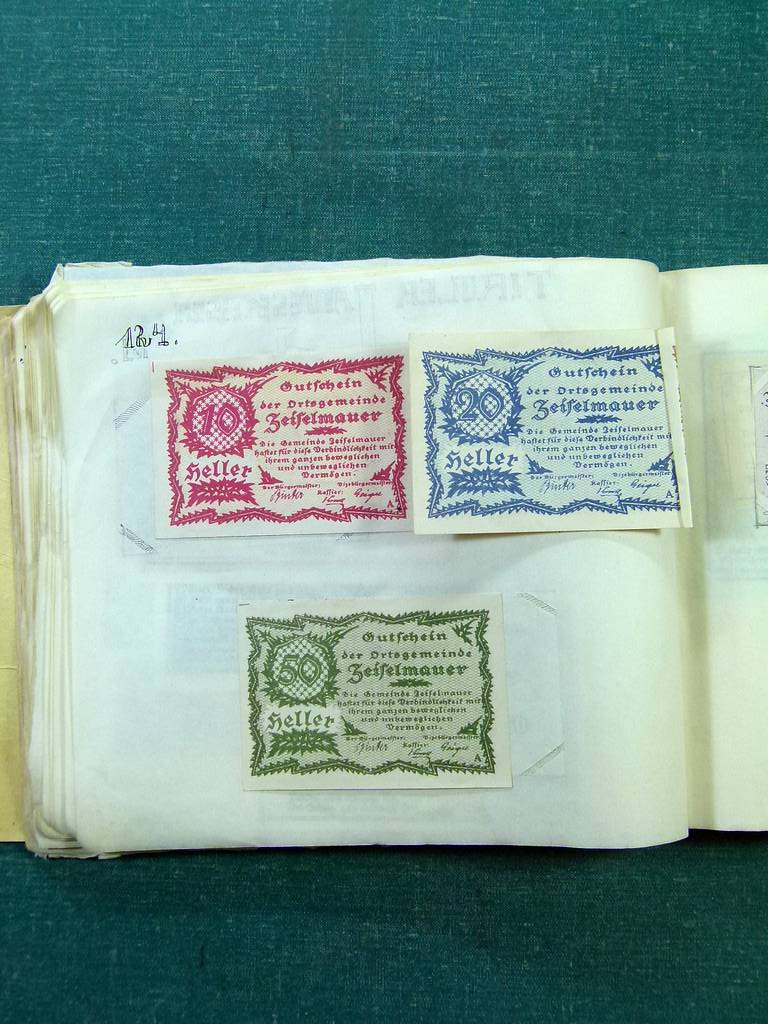 124.
Gutschein
der Ortsgemeinde
Zeiselmauer
10
Heller
Die Gemeinde Zeiselmauer
haftet für diese Verbindlichkeit mit
ihrem ganzen beweglichen
und unbeweglichen
Vermögen.
Der Bürgermeister: Kassier: Vizebürgermeister:
A
Gutschein
der Ortsgemeinde
Zeiselmauer
20
Heller
Die Gemeinde Zeiselmauer
haftet für diese Verbindlichkeit mit
ihrem ganzen beweglichen
und unbeweglichen
Vermögen.
Der Bürgermeister: Kassier: Vizebürgermeister:
A
Gutschein
der Ortsgemeinde
Zeiselmauer
50
Heller
Die Gemeinde Zeiselmauer
haftet für diese Verbindlichkeit mit
ihrem ganzen beweglichen
und unbeweglichen
Vermögen.
Der Bürgermeister: Kassier: Vizebürgermeister:
A